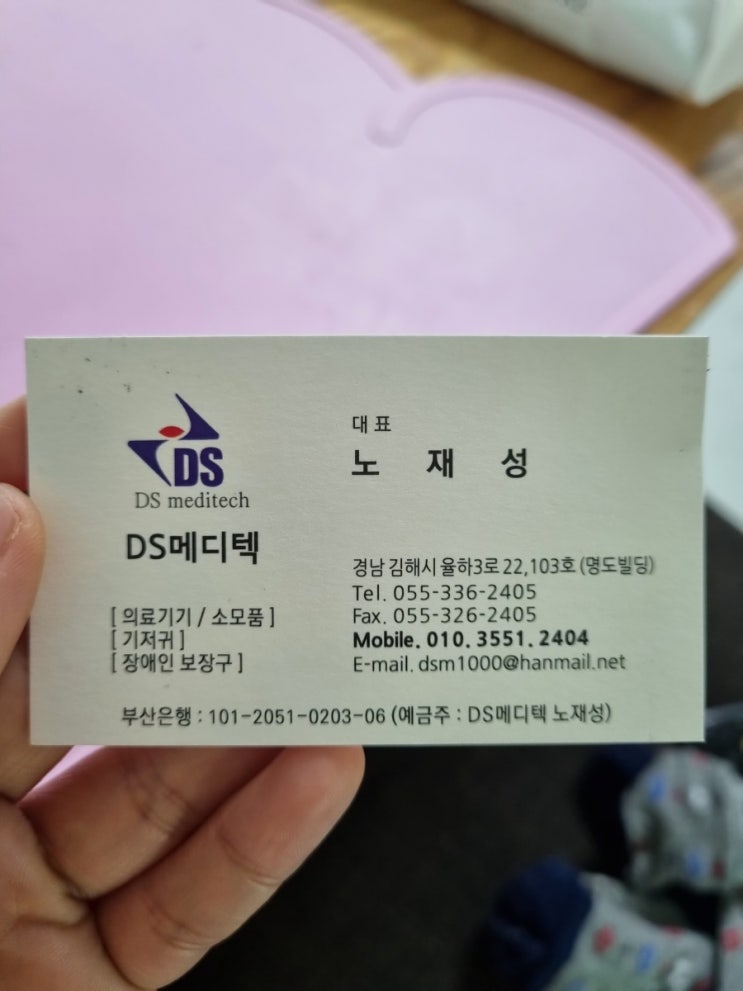 DS
DS meditech
DS메디텍
[ 의료기기 / 소모품 ]
[ 기저귀 ]
[ 장애인 보장구 ]
대 표
노 재 성
경남 김해시 율하3로 22,103호 (명도빌딩)
Tel. 055-336-2405
Fax. 055-326-2405
Mobile. 010. 3551. 2404
E-mail. dsm1000@hanmail.net
부산은행 : 101-2051-0203-06 (예금주 : DS메디텍 노재성)